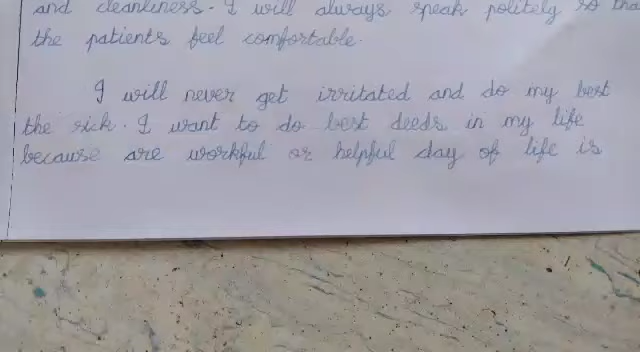 and cleanliness. I will always speak politely so tha
the patients feel comfortable.
I will never get irritated and do my best
the sick. I want to do best deeds in my life
because are workful or helpful day of life is